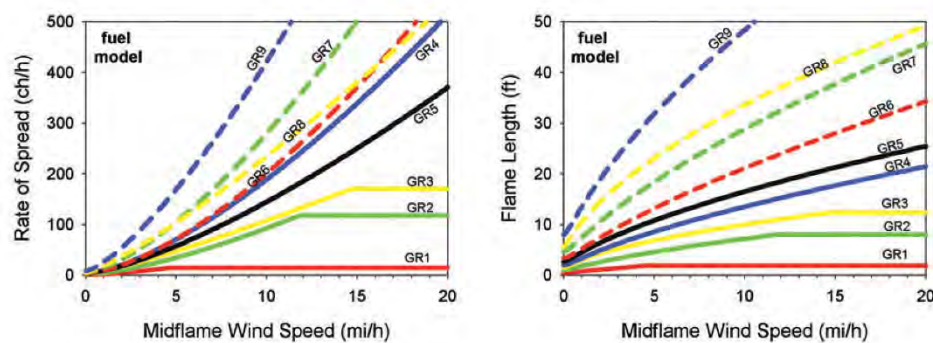 fuel
model
Rate of Spread (ch/h)
500
400
300
200
100
0
GR9
GR7
GR8
GR6
GR4
GR5
GR3
GR2
GR1
0 5 10 15 20
Midflame Wind Speed (mi/h)
fuel
model
Flame Length (ft)
50
40
30
20
10
0
GR9
GR8
GR7
GR6
GR5
GR4
GR3
GR2
GR1
0 5 10 15 20
Midflame Wind Speed (mi/h)